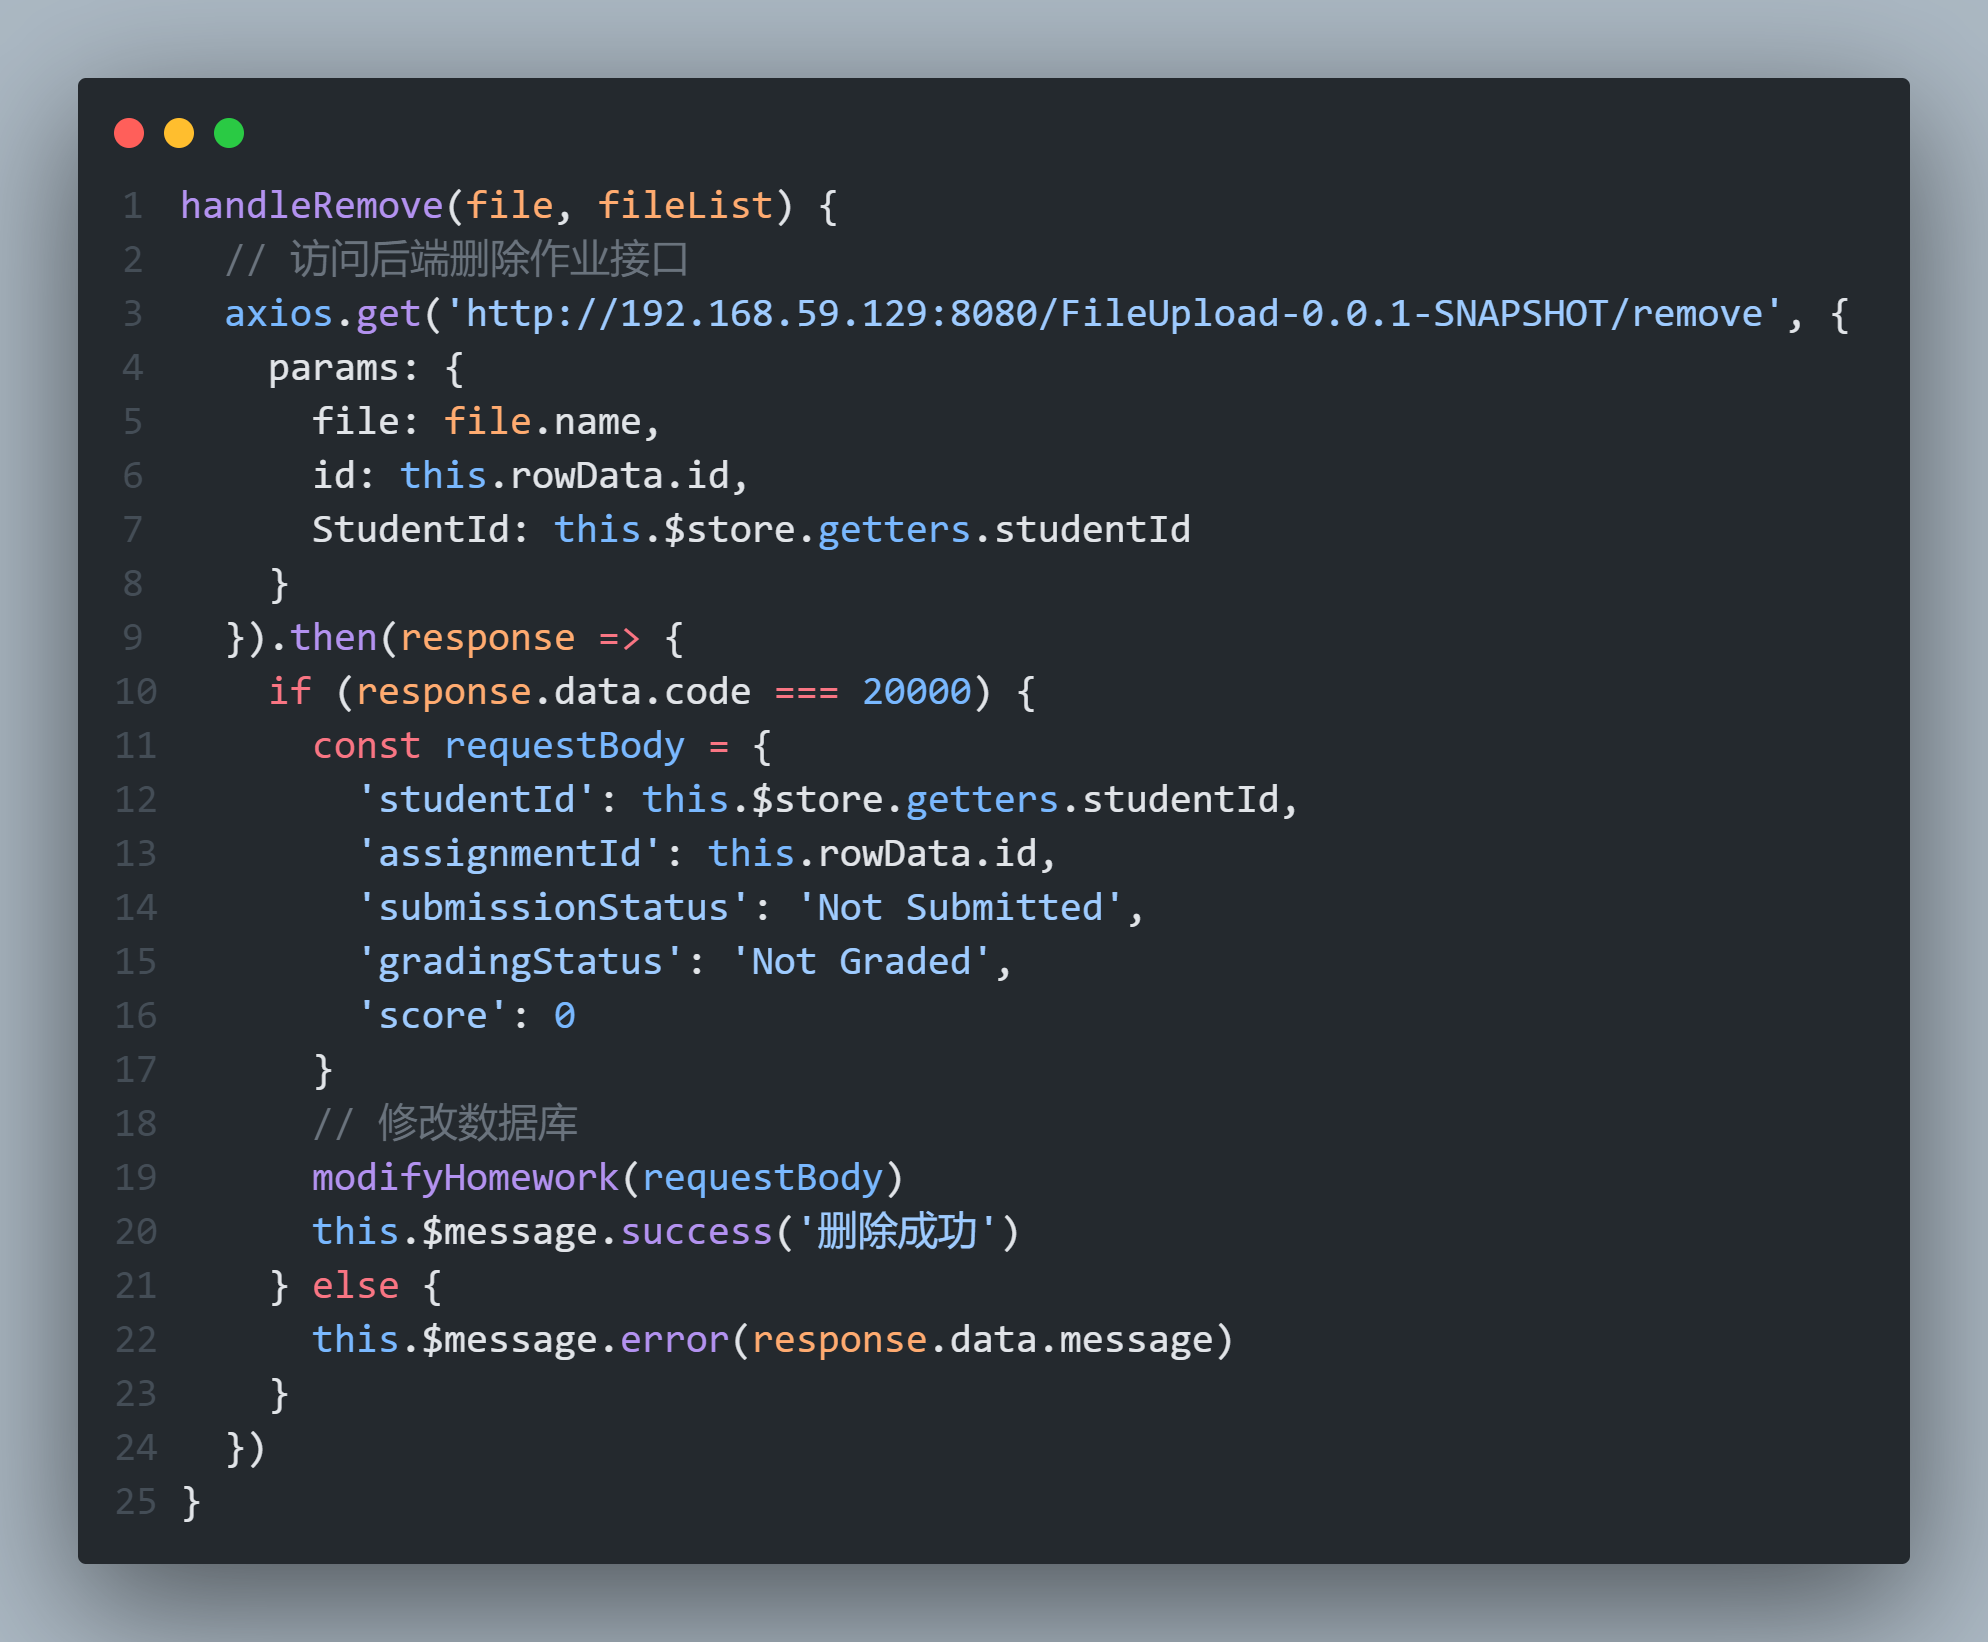 1 handleRemove(file, fileList) {
2   // 访问后端删除作业接口
3   axios.get('http://192.168.59.129:8080/FileUpload-0.0.1-SNAPSHOT/remove', {
4     params: {
5       file: file.name,
6       id: this.rowData.id,
7       StudentId: this.$store.getters.studentId
8     }
9   }).then(response => {
10     if (response.data.code === 20000) {
11       const requestBody = {
12         'studentId': this.$store.getters.studentId,
13         'assignmentId': this.rowData.id,
14         'submissionStatus': 'Not Submitted',
15         'gradingStatus': 'Not Graded',
16         'score': 0
17       }
18       // 修改数据库
19       modifyHomework(requestBody)
20       this.$message.success('删除成功')
21     } else {
22       this.$message.error(response.data.message)
23     }
24   })
25 }